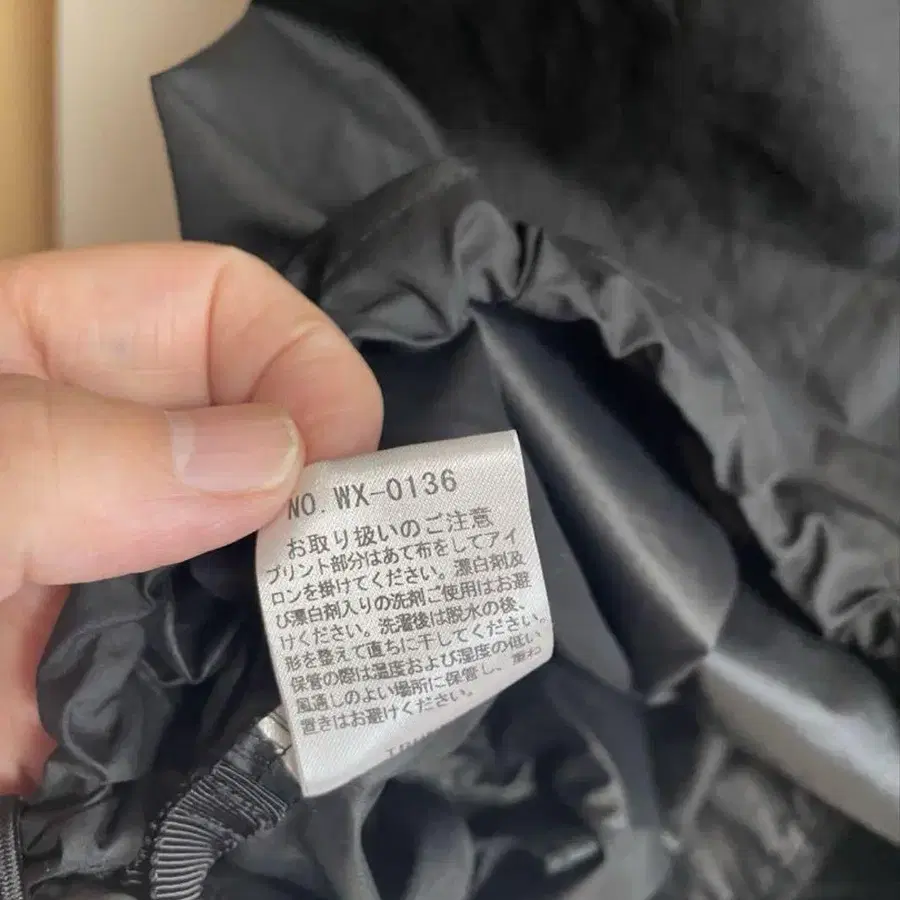 NO. WX-0136
お取り扱いのご注意
プリント部分はあて布をしてアイ
ロンを掛けてください。漂白剤及
び漂白剤入りの洗剤ご使用はお避
けください。洗濯後は脱水の後、
形を整えて直ちに干してください。
保管の際は温度および湿度の低い
風通しのよい場所に保管し、重ね
置きはお避けください。